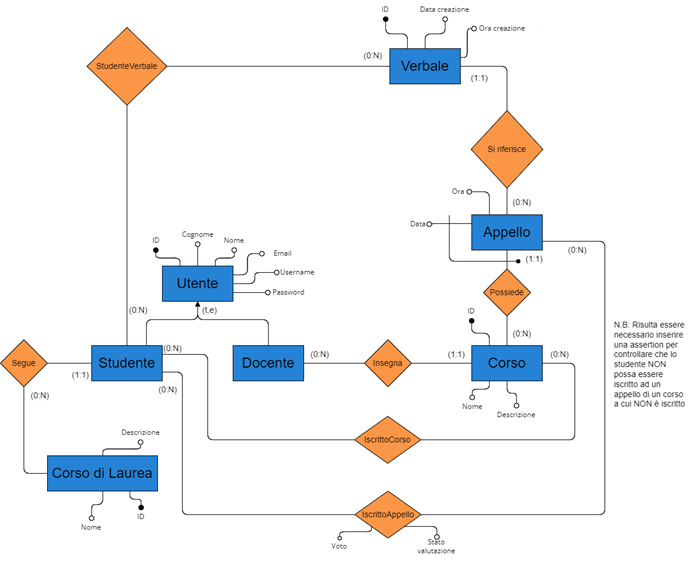 ID
Data creazione
Ora creazione
StudenteVerbale
(0:N)
Verbale
(1:1)
Si riferisce
Ora
(0:N)
Data
Appello
(0:N)
(1:1)
Cognome
ID
Nome
Email
Utente
Username
Password
Possiede
ID
(0:N)
(t,e)
(0:N)
N.B: Risulta essere
necessario inserire
una assertion per
controllare che lo
studente NON
possa essere
iscritto ad un
appello di un corso
a cui NON è iscritto
Segue
(1:1)
Studente
(0:N)
(0:N)
Docente
(0:N)
Insegna
(1:1)
Corso
(0:N)
(0:N)
Nome
Descrizione
IscrittoCorso
Descrizione
Corso di Laurea
Nome
ID
IscrittoAppello
Voto
Stato
valutazione